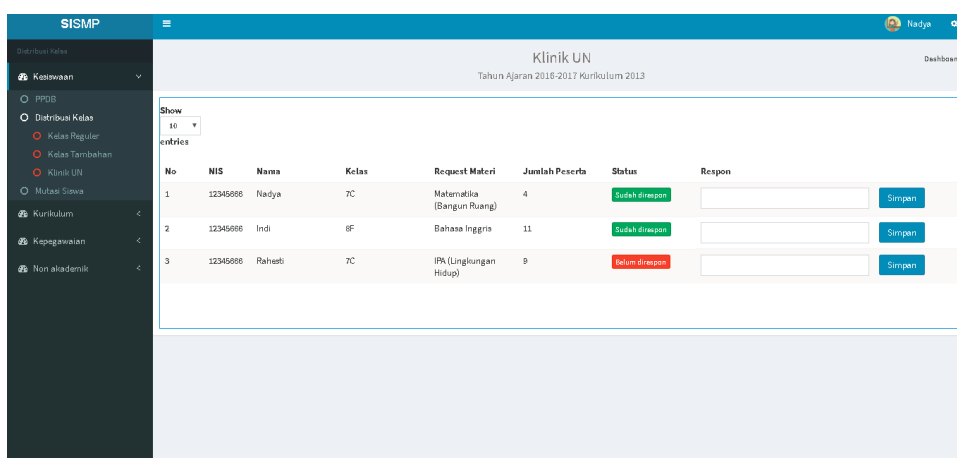 SISMP
Nadya
Distribusi Kelas
Kesiswaan
PPDB
Distribusi Kelas
Kelas Reguler
Kelas Tambahan
Klinik UN
Mutasi Siswa
Kurikulum
Kepegawaian
Non akademik
Klinik UN
Tahun Ajaran 2016-2017 Kurikulum 2013
Dashboar
Show
10
entries
No NIS Nama Kelas Request Materi Jumlah Peserta Status Respon
1 12345666 Nadya 7C Matematika (Bangun Ruang) 4 Sudah direspon Simpan
2 12345666 Indi 8F Bahasa Inggris 11 Sudah direspon Simpan
3 12345666 Rahesti 7C IPA (Lingkungan Hidup) 9 Belum direspon Simpan